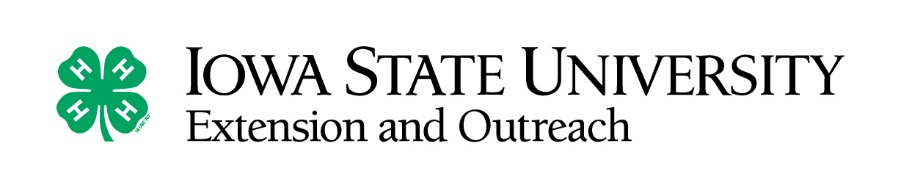 H H
H H
IOWA STATE UNIVERSITY
Extension and Outreach